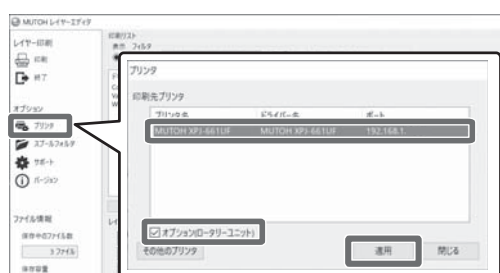 MUTOH レイヤーエディタ
レイヤー印刷
印刷
終了
オプション
プリンタ
スプールフォルダ
サポート
バージョン
ファイル情報
保存中のファイル数
3 ファイル
保存容量
印刷リスト
表示 フィルタ
プリンタ
印刷先プリンタ
プリンタ名 ドライバー名 ポート
MUTOH XPJ-661UF MUTOH XPJ-661UF 192.168.1.
オプション(ロータリーユニット)
その他のプリンタ 適用 閉じる